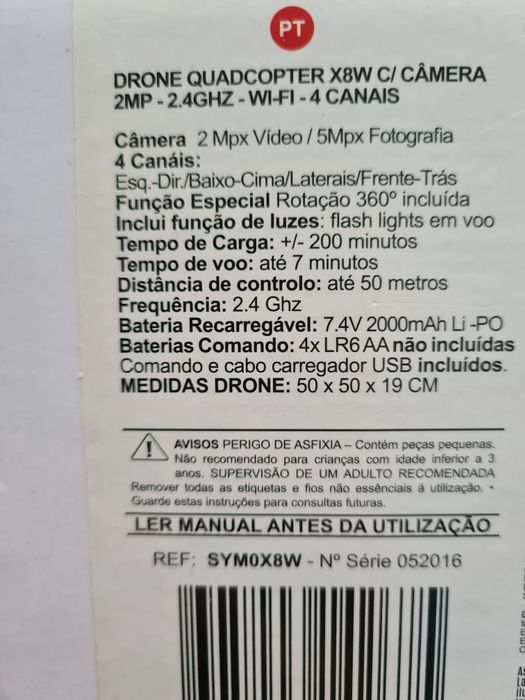 PT
DRONE QUADCOPTER X8W C/ CÂMERA
2MP - 2.4GHZ - WI-FI - 4 CANAIS
Câmera 2 Mpx Vídeo / 5Mpx Fotografia
4 Canáis:
Esq.-Dir./Baixo-Cima/Laterais/Frente-Trás
Função Especial Rotação 360º incluída
Inclui função de luzes: flash lights em voo
Tempo de Carga: +/- 200 minutos
Tempo de voo: até 7 minutos
Distância de controlo: até 50 metros
Frequência: 2.4 Ghz
Bateria Recarregável: 7.4V 2000mAh Li -PO
Baterias Comando: 4x LR6 AA não incluídas
Comando e cabo carregador USB incluídos.
MEDIDAS DRONE: 50 x 50 x 19 CM
AVISOS PERIGO DE ASFIXIA – Contém peças pequenas.
Não recomendado para crianças com idade inferior a 3
anos. SUPERVISÃO DE UM ADULTO RECOMENDADA
Remover todas as etiquetas e fios não essênciais á utilização. •
Guarde estas instruções para consultas futuras.
LER MANUAL ANTES DA UTILIZAÇÃO
REF: SYM0X8W - Nº Série 052016